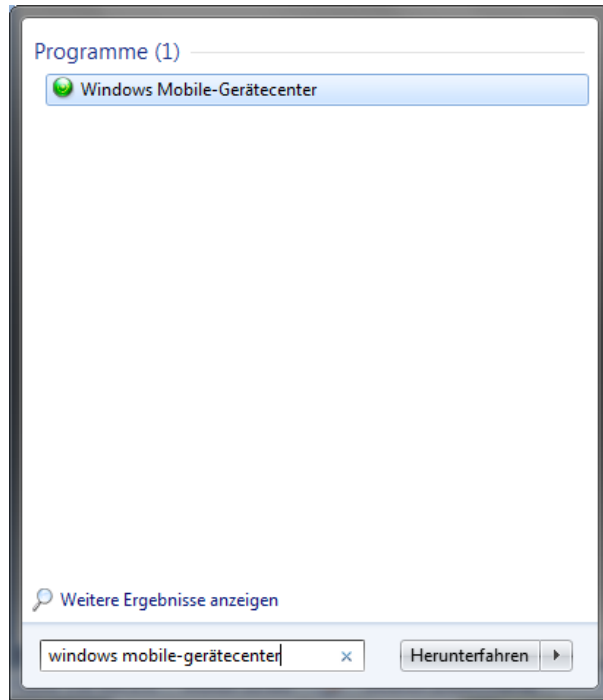 Programme (1)
Windows Mobile-Gerätecenter
Weitere Ergebnisse anzeigen
windows mobile-gerätecenter
Herunterfahren